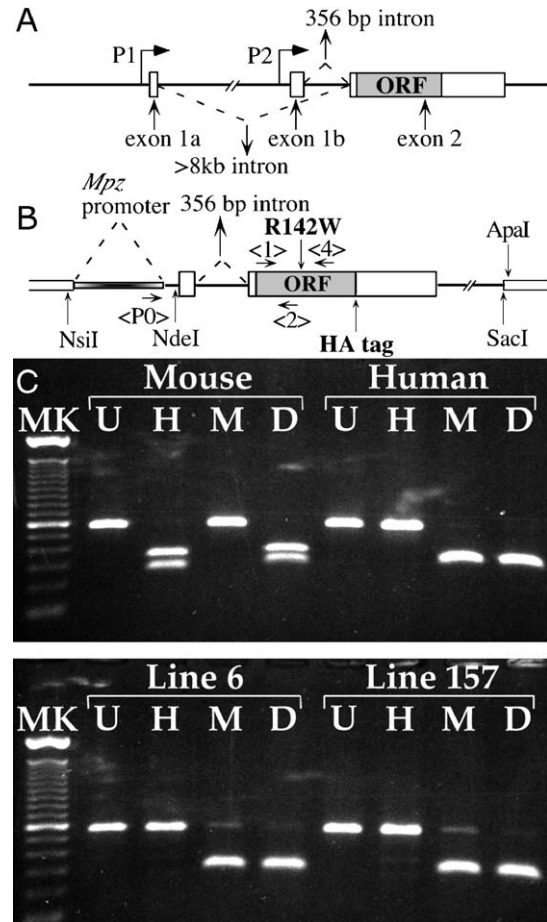 A
356 bp intron
P1 P2
ORF
exon 1a exon 1b exon 2
>8kb intron
Mpz
promoter
356 bp intron
B
R142W
ApaI
<1> <4>
ORF
<P0> <2>
NsiI NdeI HA tag SacI
C
Mouse Human
MK U H M D U H M D
Line 6 Line 157
MK U H M D U H M D